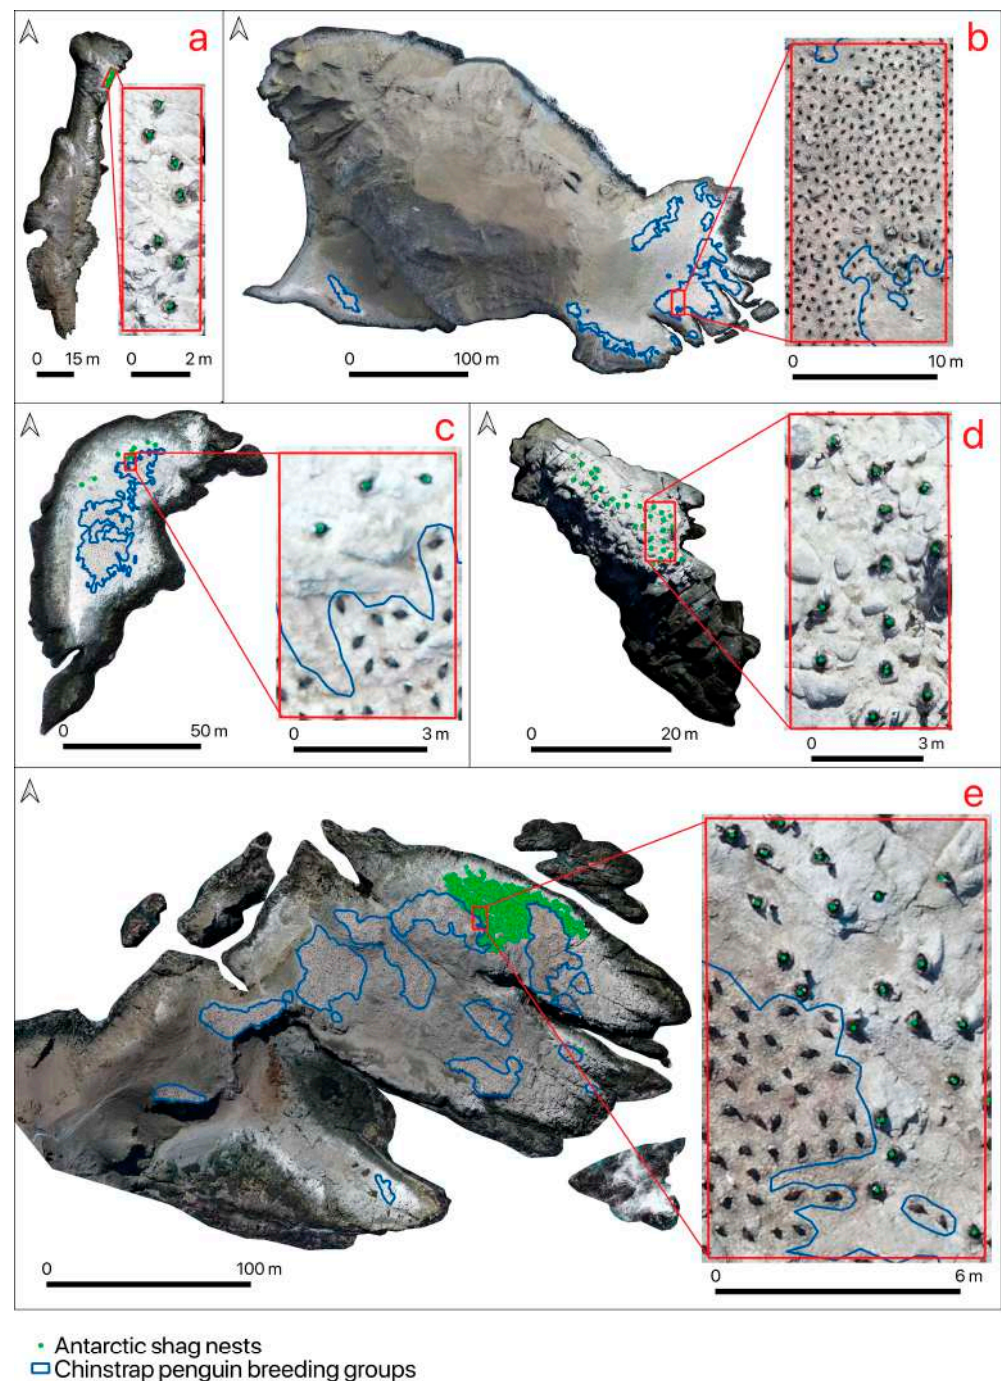 a
0 15 m
0 2 m
b
0 100 m
0 10 m
c
0 50 m
0 3 m
d
0 20 m
0 3 m
e
0 100 m
0 6 m
Antarctic shag nests
Chinstrap penguin breeding groups